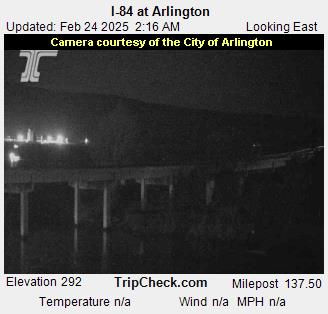 I-84 at Arlington
Updated: Feb 24 2025 2:16 AM Looking East
Camera courtesy of the City of Arlington
Elevation 292 TripCheck.com Milepost 137.50
Temperature n/a Wind n/a MPH n/a